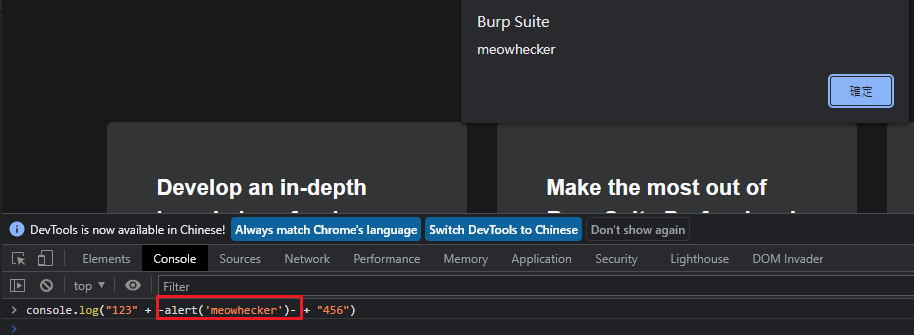 Burp Suite
meowhecker
確定
Develop an in-depth
Make the most out of
DevTools is now available in Chinese! Always match Chrome's language Switch DevTools to Chinese Don't show again
Elements Console Sources Network Performance Memory Application Security Lighthouse DOM Invader
top Filter
> console.log("123" + -alert('meowhecker')- + "456")
>